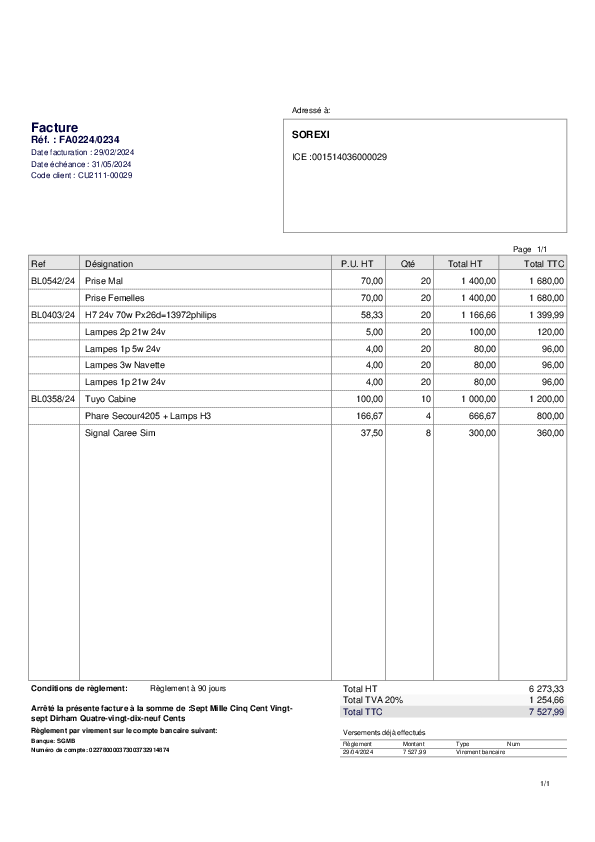 Adressé à:
Facture
Réf. : FA0224/0234
Date facturation : 29/02/2024
Date échéance : 31/05/2024
Code client : CU2111-00029
SOREXI
ICE :001514036000029
Page 1/1
Ref Désignation P.U. HT Qté Total HT Total TTC
BL0542/24 Prise Mal 70,00 20 1 400,00 1 680,00
Prise Femelles 70,00 20 1 400,00 1 680,00
BL0403/24 H7 24v 70w Px26d=13972philips 58,33 20 1 166,66 1 399,99
Lampes 2p 21w 24v 5,00 20 100,00 120,00
Lampes 1p 5w 24v 4,00 20 80,00 96,00
Lampes 3w Navette 4,00 20 80,00 96,00
Lampes 1p 21w 24v 4,00 20 80,00 96,00
BL0358/24 Tuyo Cabine 100,00 10 1 000,00 1 200,00
Phare Secour4205 + Lamps H3 166,67 4 666,67 800,00
Signal Caree Sim 37,50 8 300,00 360,00
Conditions de règlement: Règlement à 90 jours
Total HT 6 273,33
Total TVA 20% 1 254,66
Total TTC 7 527,99
Arrêté la présente facture à la somme de :Sept Mille Cinq Cent Vingt-
sept Dirham Quatre-vingt-dix-neuf Cents
Règlement par virement sur le compte bancaire suivant:
Banque: SGMB
Numéro de compte:
Versements déjà effectués
Règlement Montant Type Num
29/04/2024 7 527,99 Virement bancaire
1/1